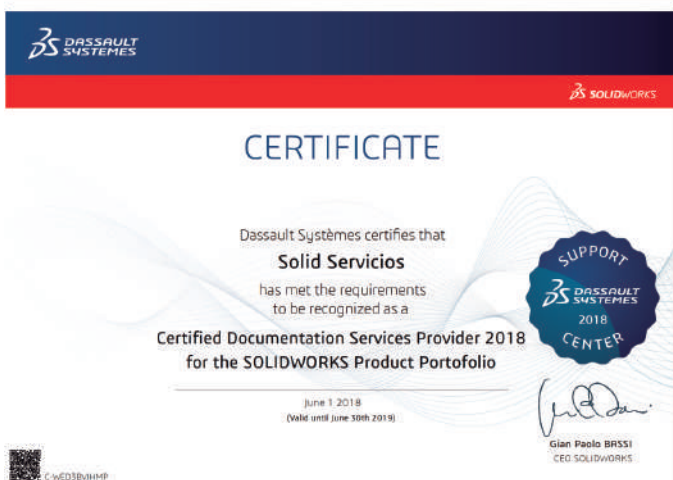 DASSAULT
SYSTEMES
SOLIDWORKS
CERTIFICATE
Dassault Systèmes certifies that
Solid Servicios
has met the requirements
to be recognized as a
Certified Documentation Services Provider 2018
for the SOLIDWORKS Product Portofolio
June 1 2018
(Valid until June 30th 2019)
SUPPORT
DASSAULT
SYSTEMES
2018
CENTER
Gian Paolo BASSI
CEO SOLIDWORKS
C-WED3BVIHMP